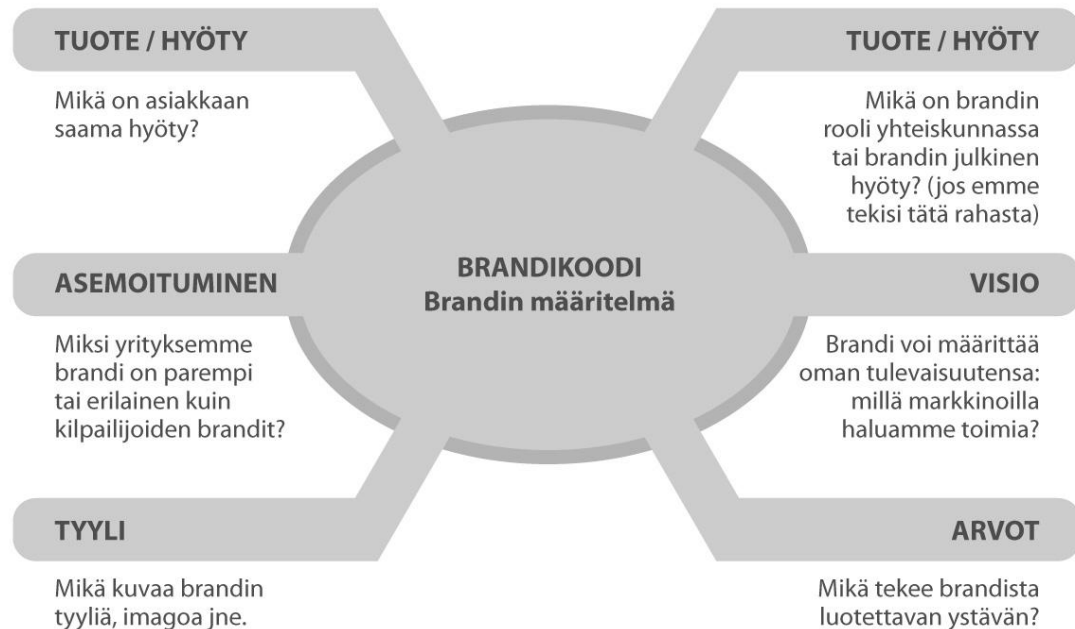 TUOTE / HYÖTY
Mikä on asiakkaan
saama hyöty?
ASEMOITUMINEN
Miksi yrityksemme
brandi on parempi
tai erilainen kuin
kilpailijoiden brandit?
TYYLI
Mikä kuvaa brandin
tyyliä, imagoa jne.
BRANDIKOODI
Brandin määritelmä
TUOTE / HYÖTY
Mikä on brandin
rooli yhteiskunnassa
tai brandin julkinen
hyöty? (jos emme
tekisi tätä rahasta)
VISIO
Brandi voi määrittää
oman tulevaisuutensa:
millä markkinoilla
haluamme toimia?
ARVOT
Mikä tekee brandista
luotettavan ystävän?